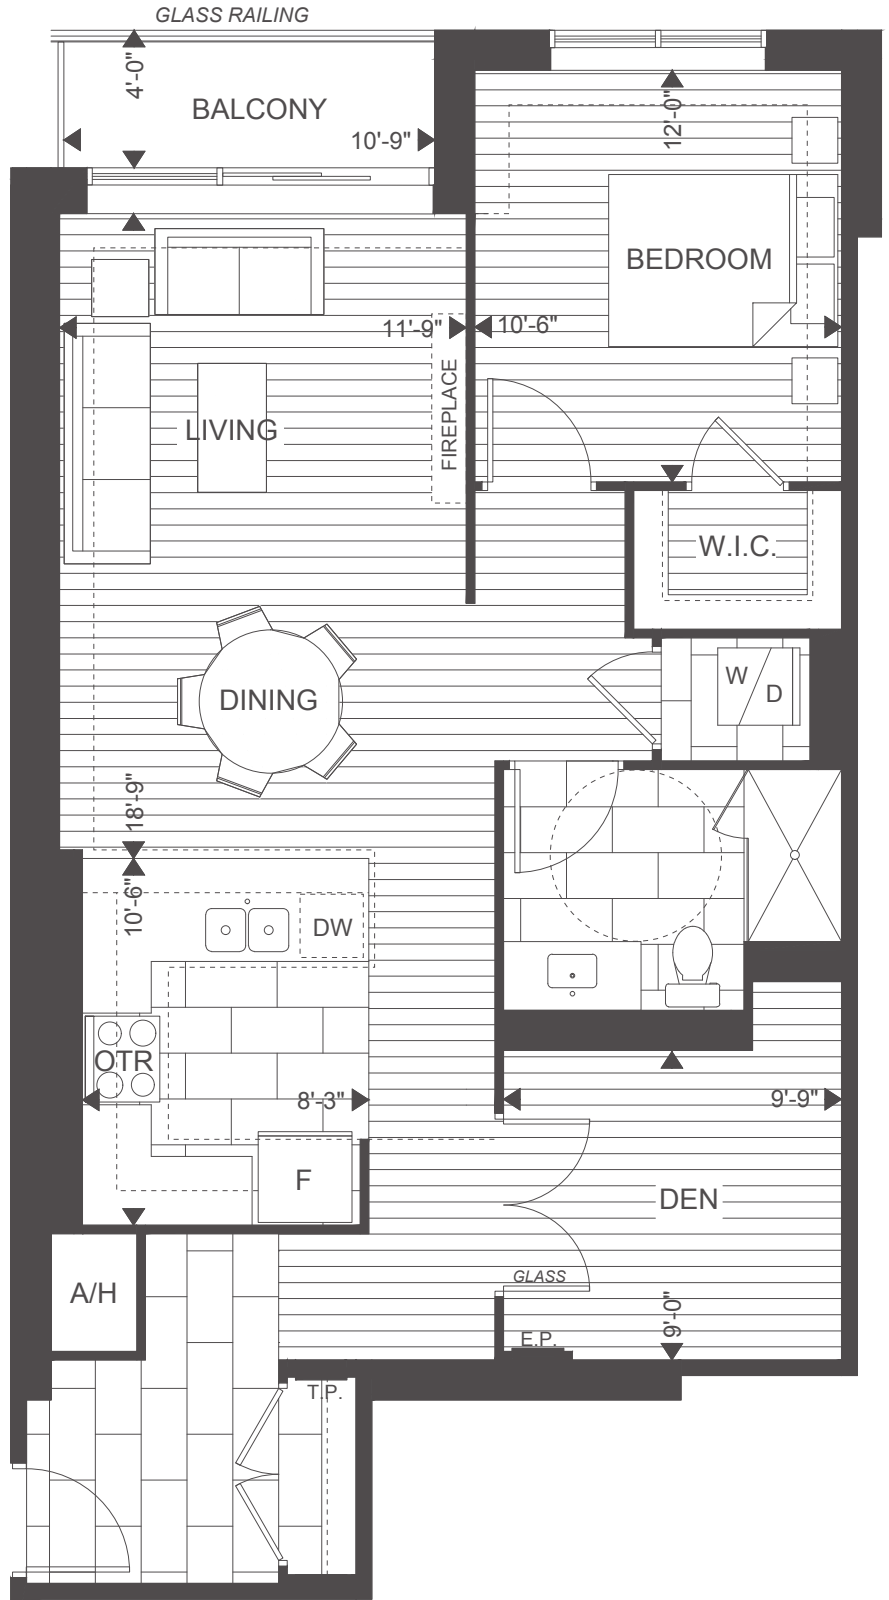 GLASS RAILING
4'-0"
BALCONY
10'-9"
12'-0"
BEDROOM
11'-9"
10'-6"
FIREPLACE
LIVING
W.I.C.
W
D
DINING
18'-9"
10'-6"
DW
OTR
8'-3"
9'-9"
F
DEN
A/H
GLASS
9'-0"
E.P.
T.P.